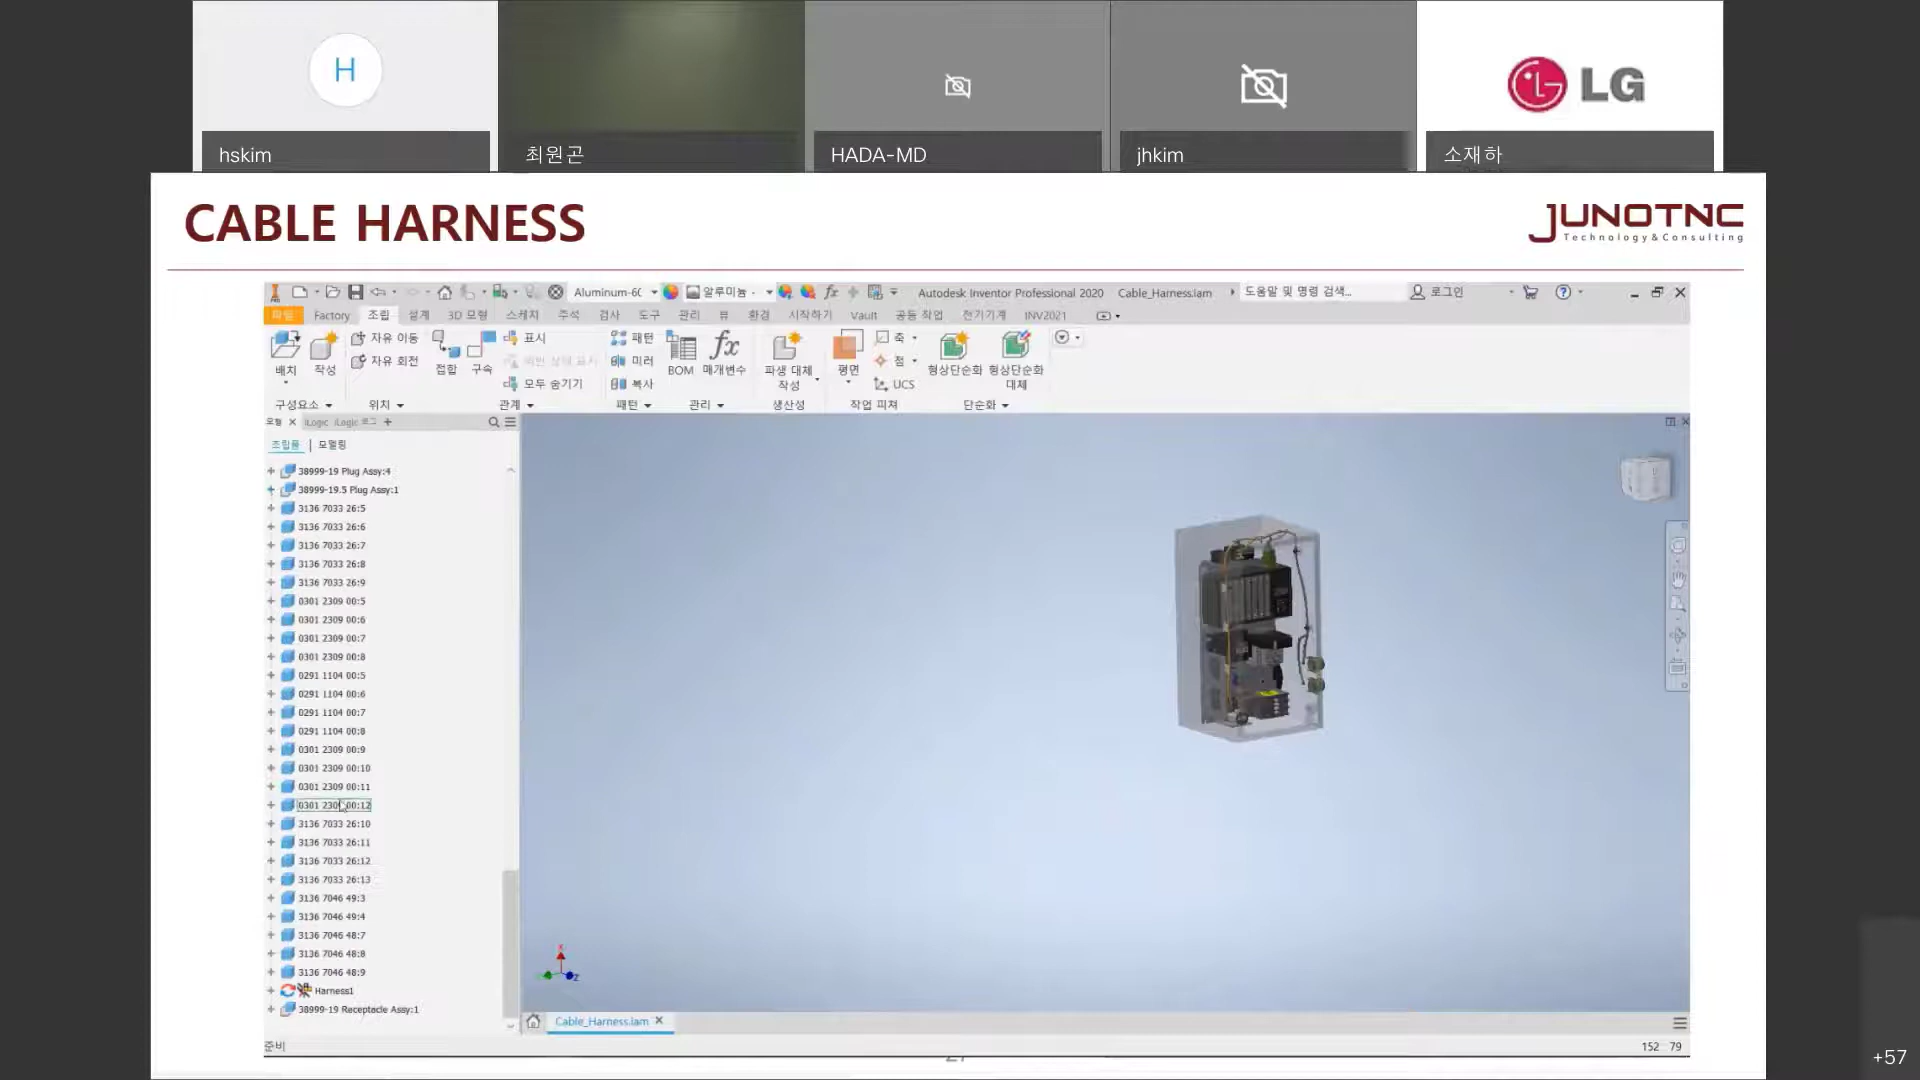 H
LG
hskim
최원곤
HADA-MD
jhkim
소재하
CABLE HARNESS
JUNOTNC
Technology&Consulting
Aluminum-6C
알루미늄
Autodesk Inventor Professional 2020 Cable_Harness.iam
도움말 및 명령 검색...
로그인
파일 Factory 조립 설계 3D 모형 스케치 주석 검사 도구 관리 뷰 환경 시작하기 Vault 공동 작업 전기기계 INV2021
배치
작성
자유 이동
자유 회전
접합
구속
표시
모두 숨기기
패턴
미러
복사
BOM
매개변수
파생 대체
작성
평면
축
점
UCS
형상단순화
형상단순화
대체
구성요소 위치 관계 패턴 관리 생산성 작업 피쳐 단순화
모형 iLogic iLogic 로그 +
조립품 | 모델링
38999-19 Plug Assy:4
38999-19.5 Plug Assy:1
3136 7033 26:5
3136 7033 26:6
3136 7033 26:7
3136 7033 26:8
3136 7033 26:9
0301 2309 00:5
0301 2309 00:6
0301 2309 00:7
0301 2309 00:8
0291 1104 00:5
0291 1104 00:6
0291 1104 00:7
0291 1104 00:8
0301 2309 00:9
0301 2309 00:10
0301 2309 00:11
0301 2309 00:12
3136 7033 26:10
3136 7033 26:11
3136 7033 26:12
3136 7033 26:13
3136 7046 49:3
3136 7046 49:4
3136 7046 48:7
3136 7046 48:8
3136 7046 48:9
Harness1
38999-19 Receptacle Assy:1
X
Z
Cable_Harness.iam
준비
152 79
+57